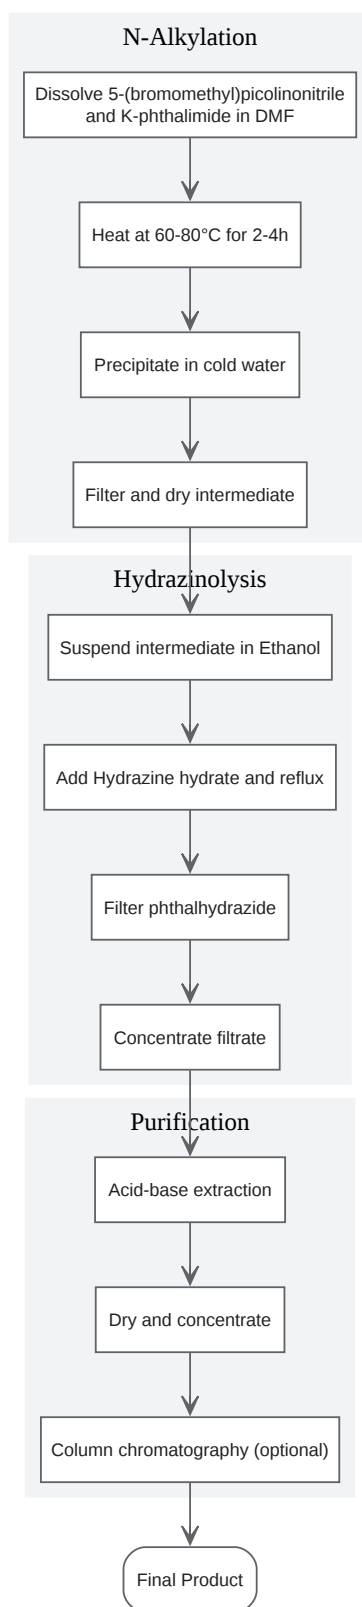 N-Alkylation
Dissolve 5-(bromomethyl)picolinonitrile
and K-phthalimide in DMF
Heat at 60-80°C for 2-4h
Precipitate in cold water
Filter and dry intermediate
Hydrazinolysis
Suspend intermediate in Ethanol
Add Hydrazine hydrate and reflux
Filter phthalhydrazide
Concentrate filtrate
Purification
Acid-base extraction
Dry and concentrate
Column chromatography (optional)
Final Product